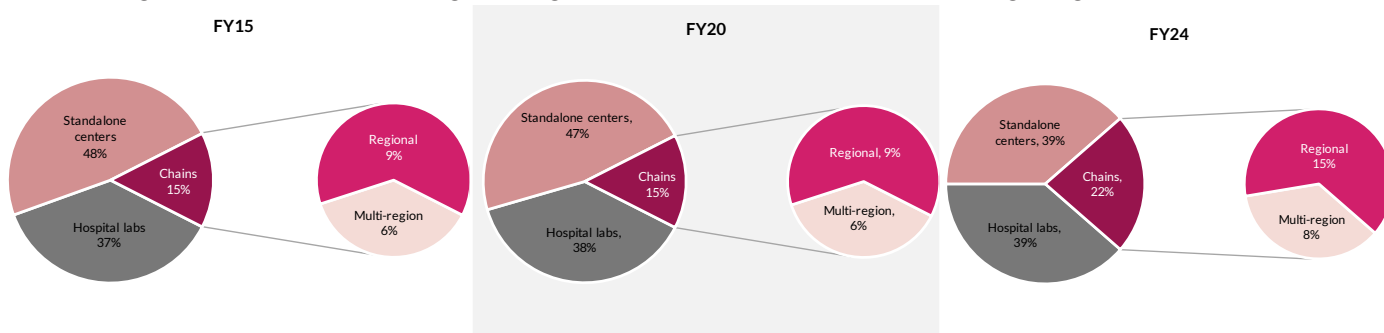 FY15
Standalone
centers
48%
Chains
15%
Hospital labs
37%
Regional
9%
Multi-region
6%
FY20
Standalone centers,
47%
Chains
15%
Hospital labs,
38%
Regional, 9%
Multi-region,
6%
FY24
Standalone
centers, 39%
Chains,
22%
Hospital labs,
39%
Regional
15%
Multi-region
8%